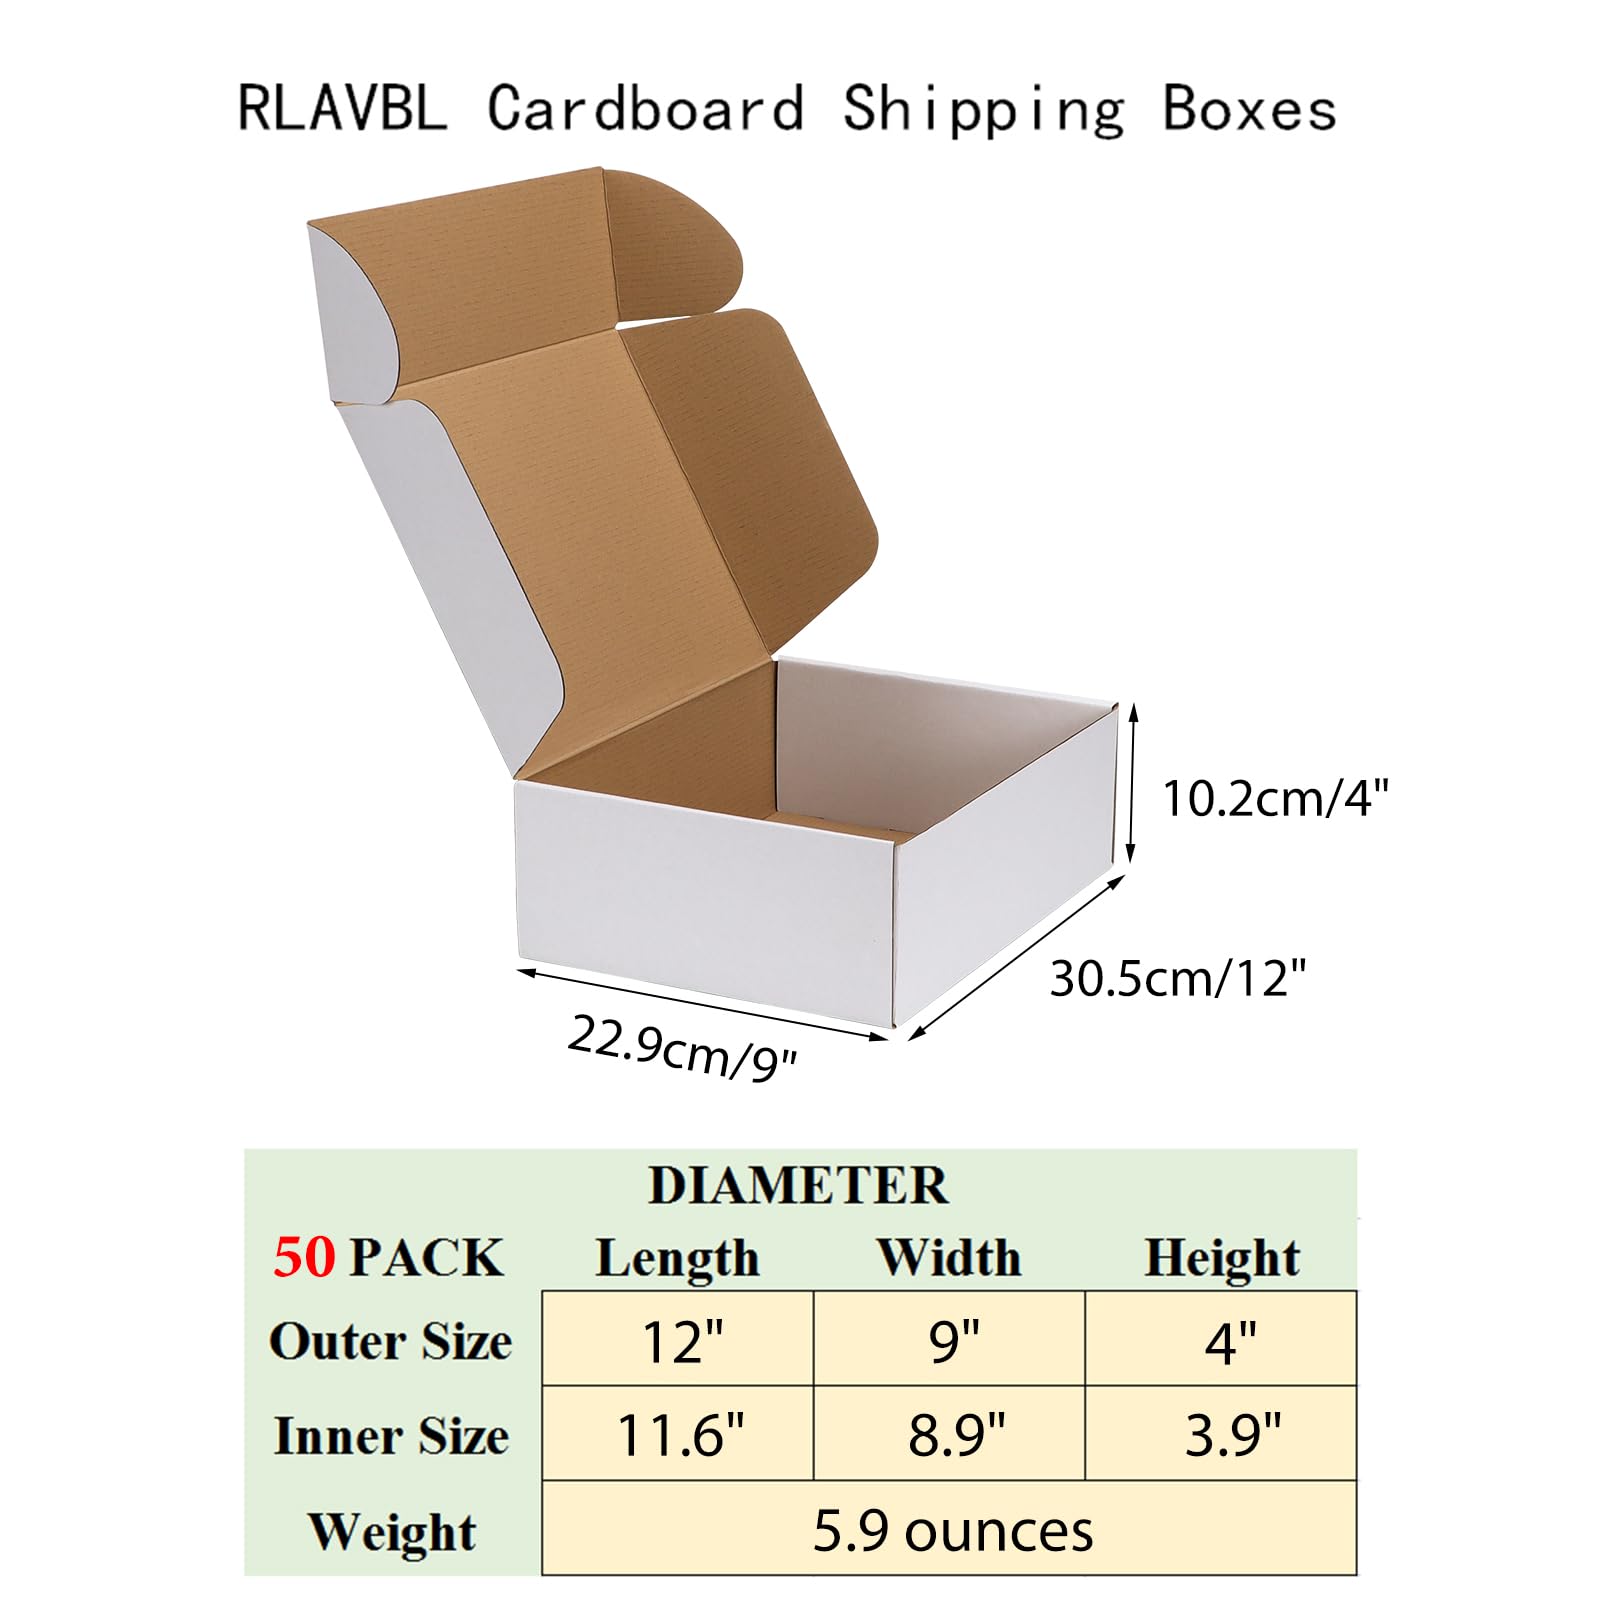 RLAVBL Cardboard Shipping Boxes
10.2cm/4"
30.5cm/12"
22.9cm/9"
DIAMETER
50 PACK Length Width Height
Outer Size 12" 9" 4"
Inner Size 11.6" 8.9" 3.9"
Weight 5.9 ounces